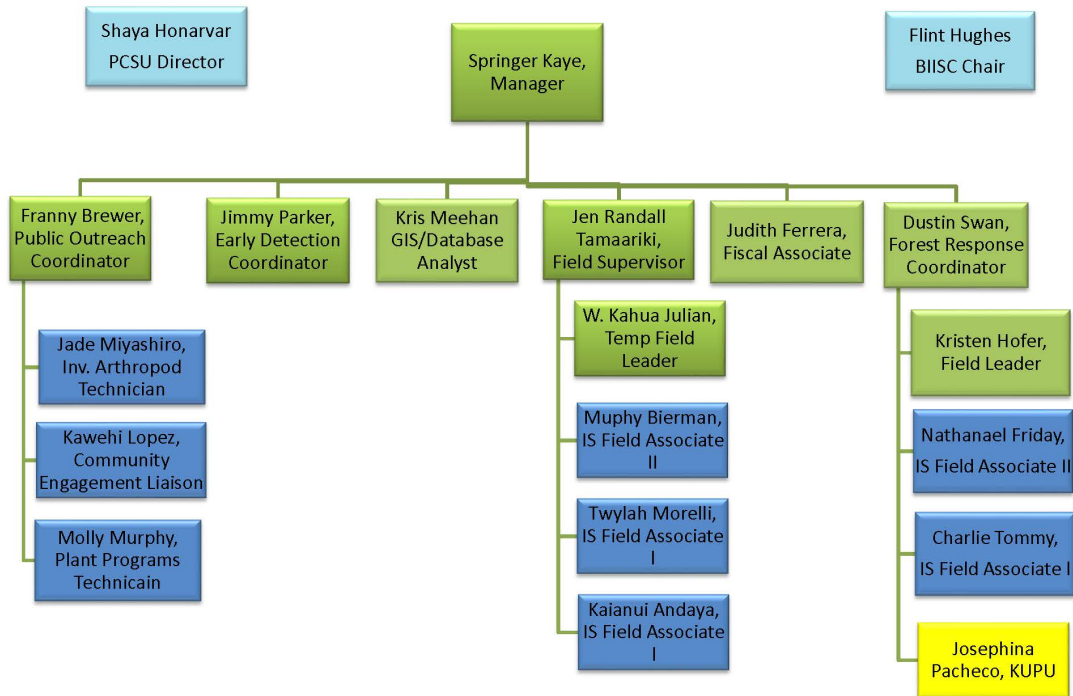 Shaya Honarvar
PCSU Director
Springer Kaye,
Manager
Flint Hughes
BIISC Chair
Franny Brewer,
Public Outreach
Coordinator
Jimmy Parker,
Early Detection
Coordinator
Kris Meehan
GIS/Database
Analyst
Jen Randall
Tamaariki,
Field Supervisor
Judith Ferrera,
Fiscal Associate
Dustin Swan,
Forest Response
Coordinator
Jade Miyashiro,
Inv. Arthropod
Technician
Kawehi Lopez,
Community
Engagement Liaison
Molly Murphy,
Plant Programs
Technicain
W. Kahua Julian,
Temp Field
Leader
Muphy Bierman,
IS Field Associate
II
Twylah Morelli,
IS Field Associate
I
Kaianui Andaya,
IS Field Associate
I
Kristen Hofer,
Field Leader
Nathanael Friday,
IS Field Associate II
Charlie Tommy,
IS Field Associate I
Josephina
Pacheco, KUPU